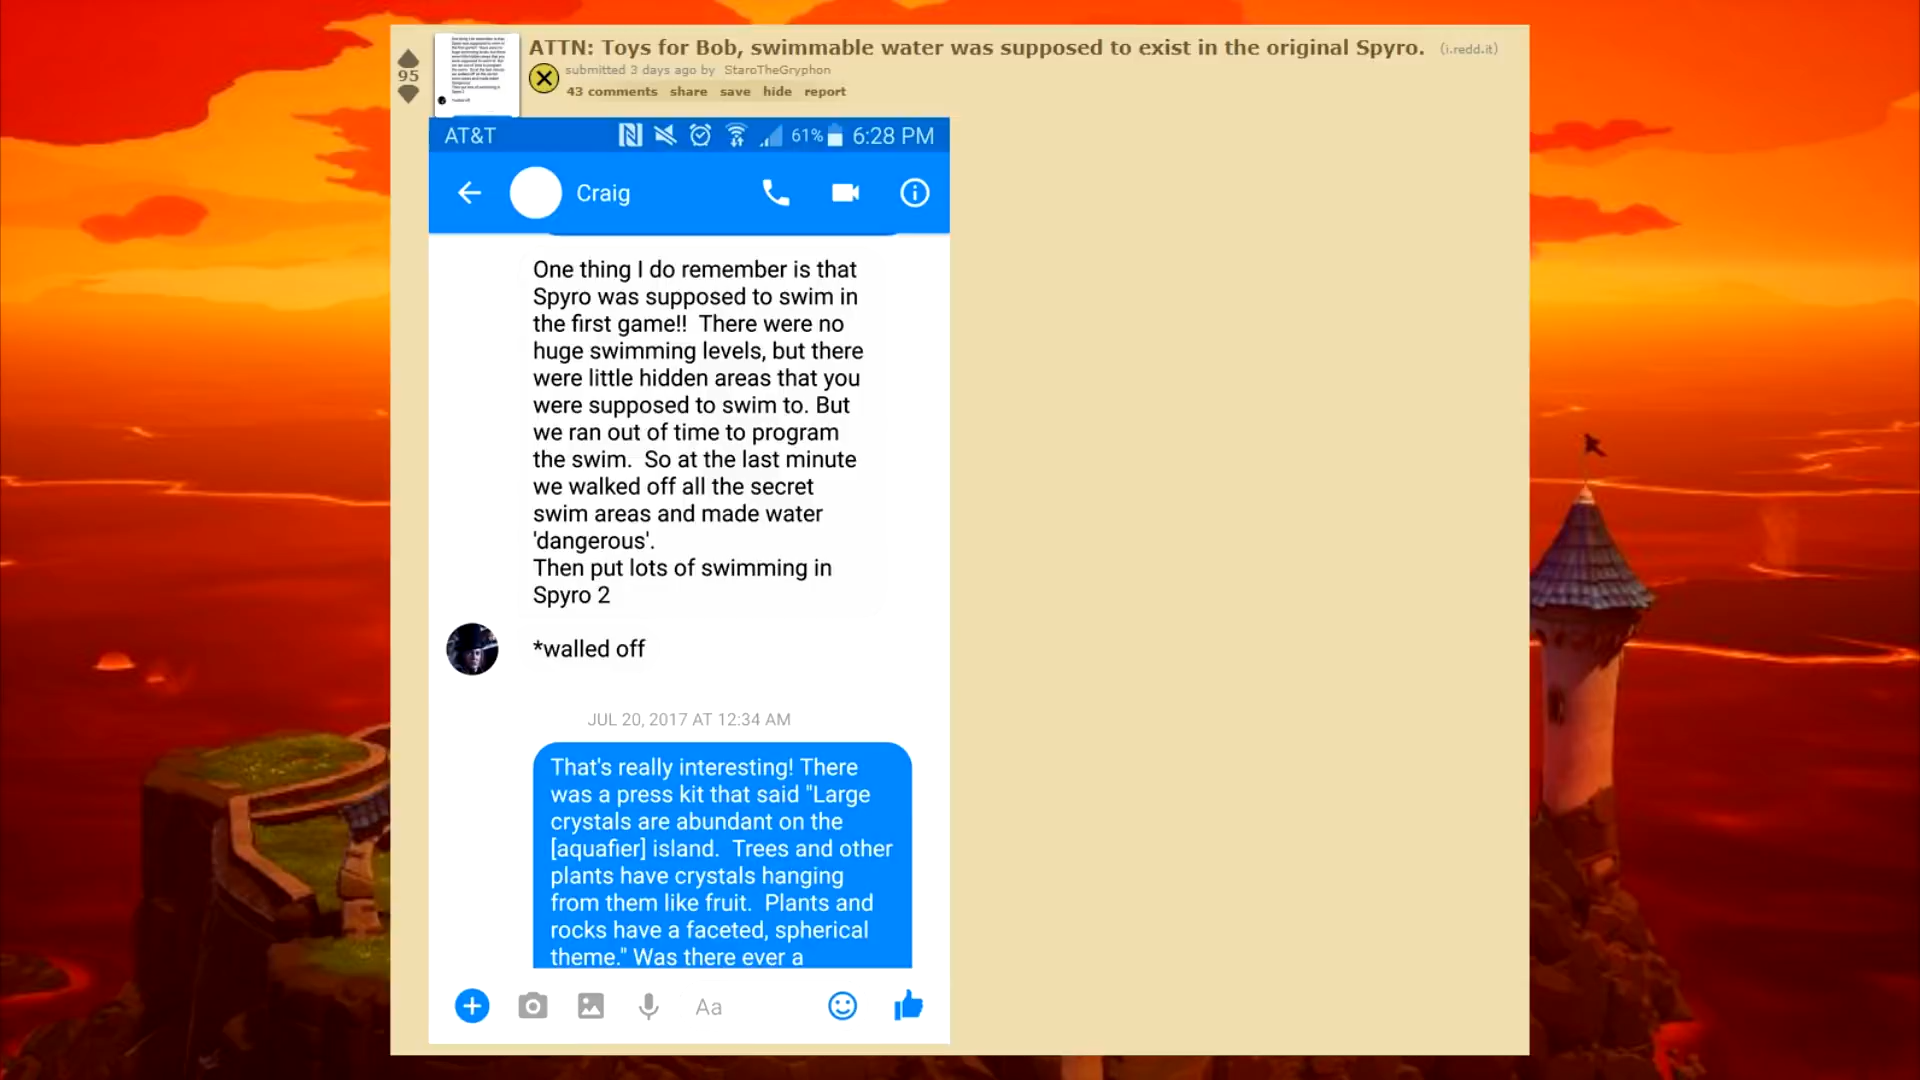 ATTN: Toys for Bob, swimmable water was supposed to exist in the original Spyro. (i.redd.it)
submitted 3 days ago by StaroTheGryphon
95
43 comments share save hide report
AT&T 61% 6:28 PM
Craig
One thing I do remember is that
Spyro was supposed to swim in
the first game!! There were no
huge swimming levels, but there
were little hidden areas that you
were supposed to swim to. But
we ran out of time to program
the swim. So at the last minute
we walked off all the secret
swim areas and made water
'dangerous'.
Then put lots of swimming in
Spyro 2
*walled off
JUL 20, 2017 AT 12:34 AM
That's really interesting! There
was a press kit that said "Large
crystals are abundant on the
[aquafier] island. Trees and other
plants have crystals hanging
from them like fruit. Plants and
rocks have a faceted, spherical
theme." Was there ever a
Aa